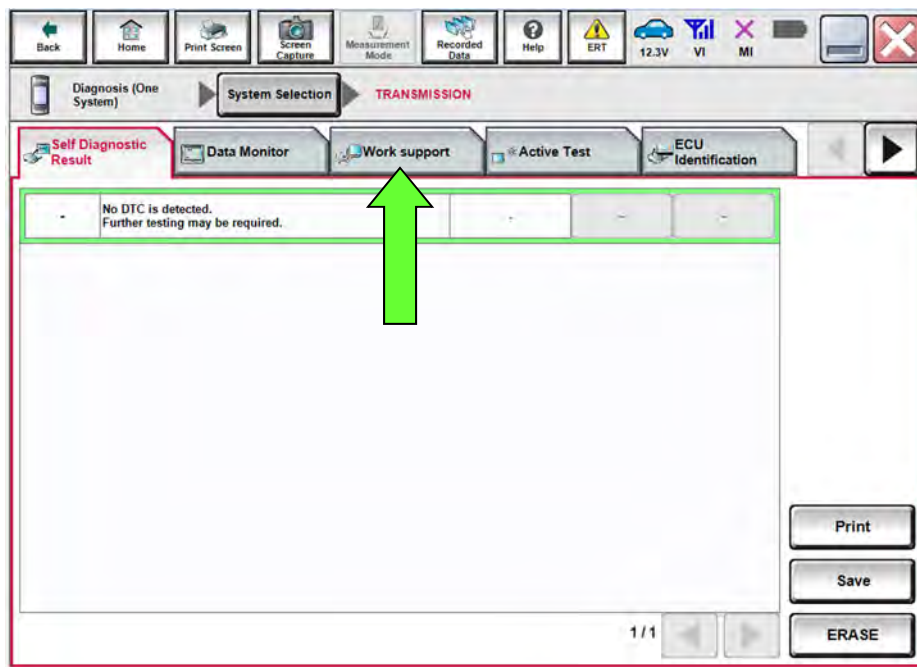 Back
Home
Print Screen
Screen
Capture
Measurement
Mode
Recorded
Data
Help
ERT
12.3V
VI
MI
Diagnosis (One
System)
System Selection
TRANSMISSION
Self Diagnostic
Result
Data Monitor
Work support
Active Test
ECU
Identification
-
No DTC is detected.
Further testing may be required.
-
-
-
Print
Save
1/1
ERASE